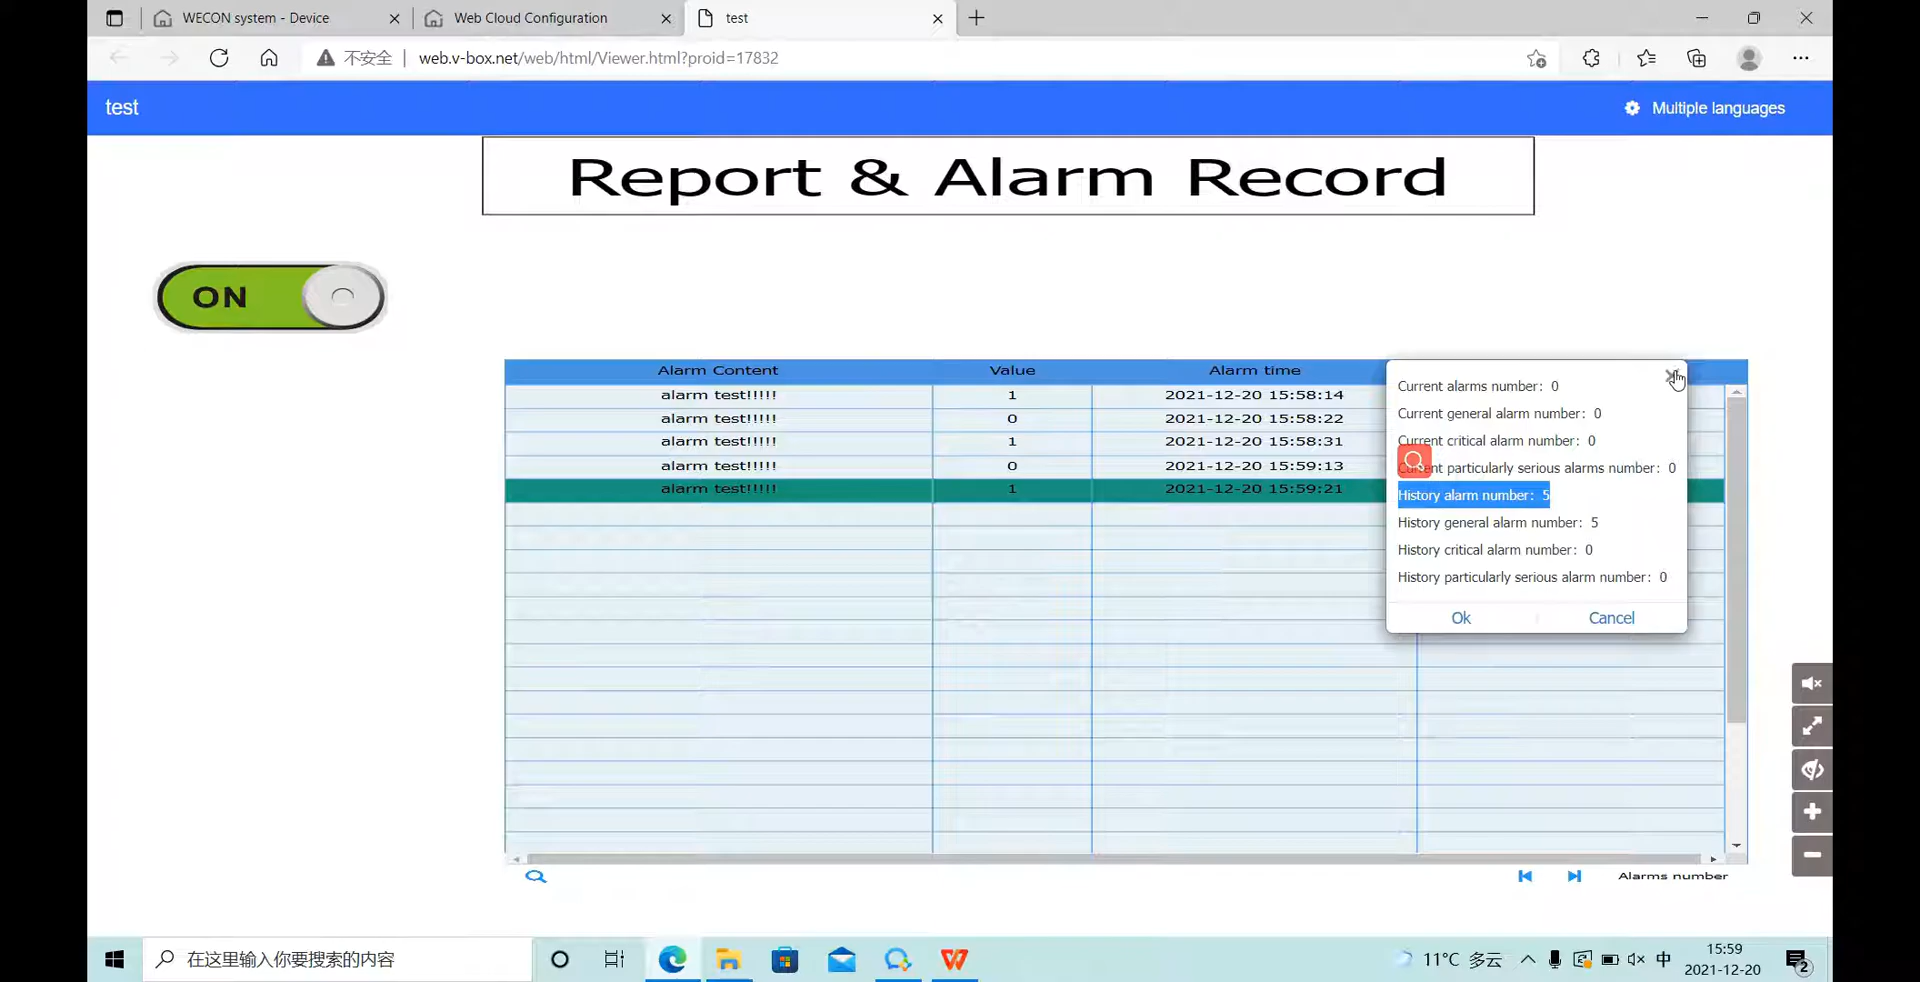 WECON system - Device
Web Cloud Configuration
test
不安全
web.v-box.net/web/html/Viewer.html?proid=17832
test
Multiple languages
Report & Alarm Record
ON
Alarm Content Value Alarm time
alarm test!!!!! 1 2021-12-20 15:58:14
alarm test!!!!! 0 2021-12-20 15:58:22
alarm test!!!!! 1 2021-12-20 15:58:31
alarm test!!!!! 0 2021-12-20 15:59:13
alarm test!!!!! 1 2021-12-20 15:59:21
Current alarms number: 0
Current general alarm number: 0
Current critical alarm number: 0
Current particularly serious alarms number: 0
History alarm number: 5
History general alarm number: 5
History critical alarm number: 0
History particularly serious alarm number: 0
Ok Cancel
Alarms number
在这里输入你要搜索的内容
11°C 多云
中
15:59
2021-12-20
2